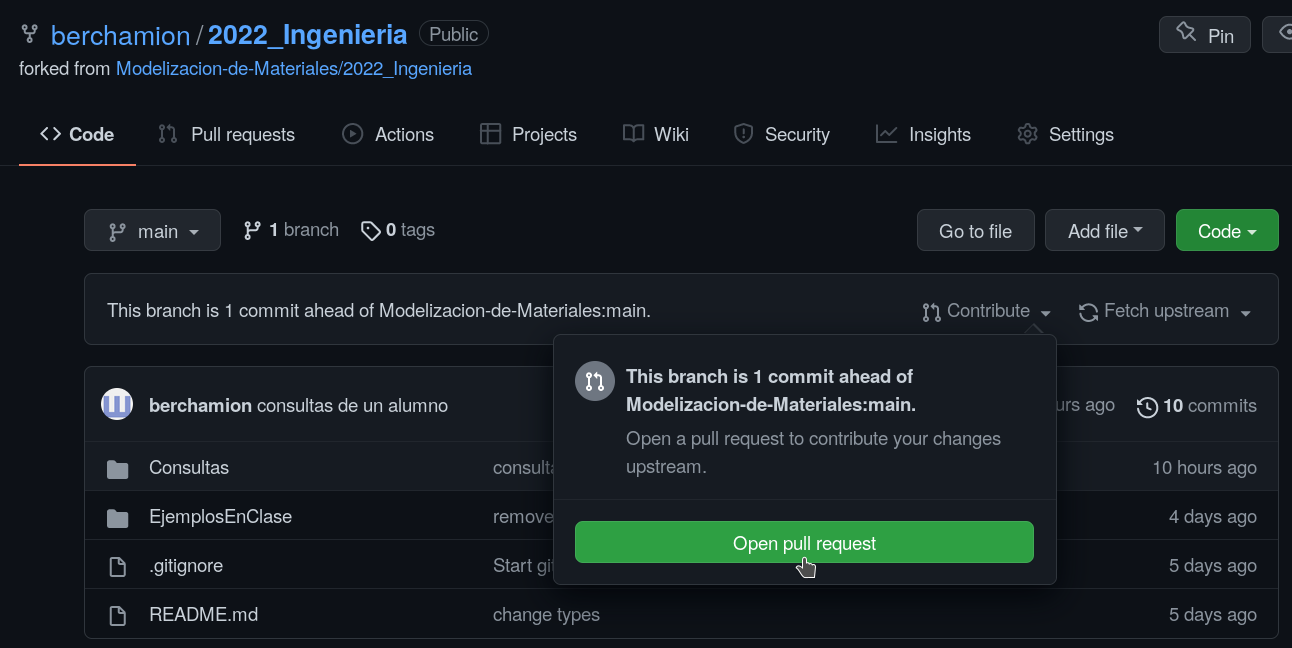 berchamion / 2022_Ingenieria Public Pin
forked from Modelizacion-de-Materiales/2022_Ingenieria
Code Pull requests Actions Projects Wiki Security Insights Settings
main 1 branch 0 tags Go to file Add file Code
This branch is 1 commit ahead of Modelizacion-de-Materiales:main. Contribute Fetch upstream
This branch is 1 commit ahead of
Modelizacion-de-Materiales:main.
Open a pull request to contribute your changes
upstream.
Open pull request
berchamion consultas de un alumno ago 10 commits
Consultas 10 hours ago
EjemplosEnClase remove 4 days ago
.gitignore Start 5 days ago
README.md change types 5 days ago